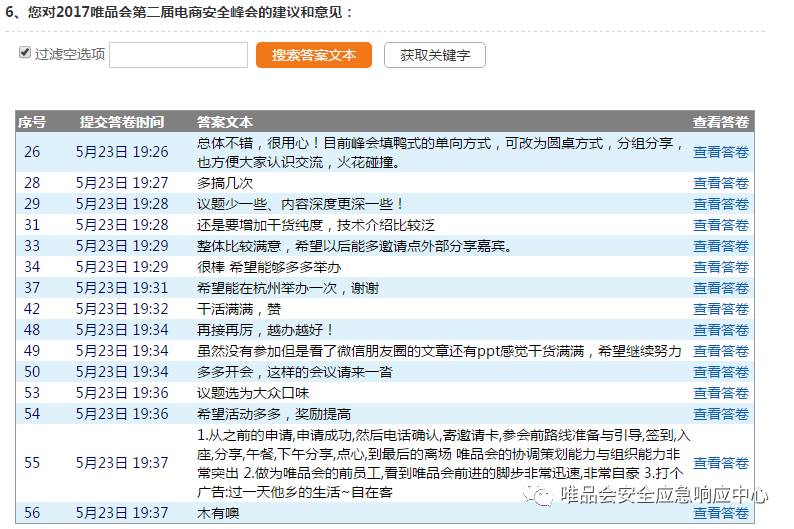 6、您对2017唯品会第二届电商安全峰会的建议和意见：
过滤空选项 搜索答案文本 获取关键字
序号 提交答卷时间 答案文本 查看答卷
26 5月23日 19:26 总体不错，很用心！目前峰会填鸭式的单向方式，可改为圆桌方式，分组分享， 查看答卷
也方便大家认识交流，火花碰撞。
28 5月23日 19:27 多搞几次 查看答卷
29 5月23日 19:28 议题少一些、内容深度更深一些！ 查看答卷
31 5月23日 19:28 还是要增加干货纯度，技术介绍比较泛 查看答卷
33 5月23日 19:29 整体比较满意，希望以后能多邀请点外部分享嘉宾。 查看答卷
34 5月23日 19:29 很棒 希望能够多多举办 查看答卷
37 5月23日 19:31 希望能在杭州举办一次，谢谢 查看答卷
42 5月23日 19:32 干活满满，赞 查看答卷
48 5月23日 19:34 再接再厉，越办越好！ 查看答卷
49 5月23日 19:34 虽然没有参加但是看了微信朋友圈的文章还有ppt感觉干货满满，希望继续努力 查看答卷
50 5月23日 19:34 多多开会，这样的会议请来一沓 查看答卷
53 5月23日 19:36 议题选为大众口味 查看答卷
54 5月23日 19:36 希望活动多多，奖励提高 查看答卷
55 5月23日 19:37 1.从之前的申请,申请成功,然后电话确认,寄邀请卡,参会前路线准备与引导,签到,入 查看答卷
座,分享,午餐,下午分享,点心,到最后的离场 唯品会的协调策划能力与组织能力非
常突出 2.做为唯品会的前员工,看到唯品会前进的脚步非常迅速,非常自豪 3.打个
广告:过一天他乡的生活~自在客
56 5月23日 19:37 木有噢 查看答卷
唯品会安全应急响应中心